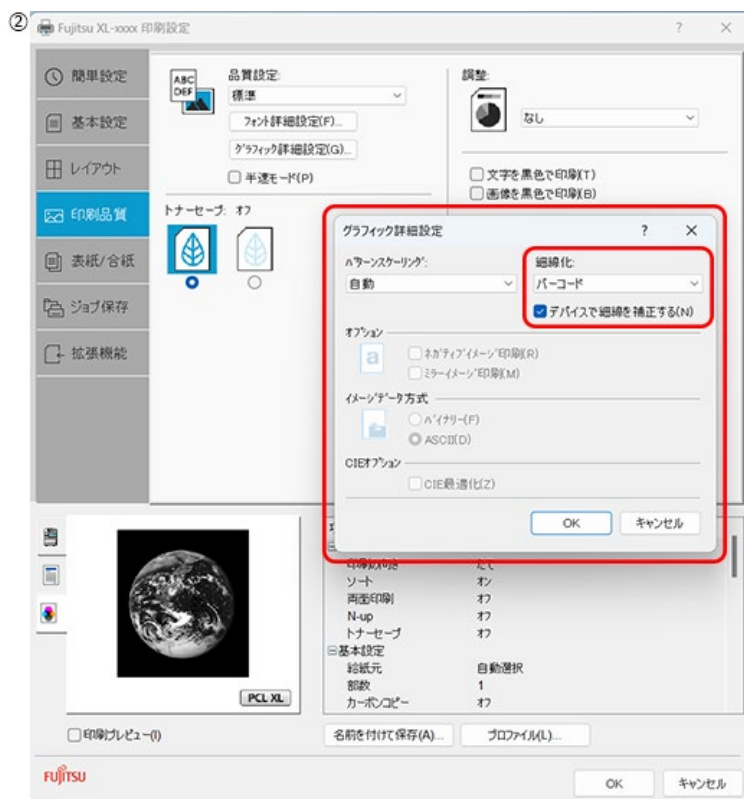 ②
Fujitsu XL-xxxx 印刷設定
簡単設定
基本設定
レイアウト
印刷品質
表紙/合紙
ジョブ保存
拡張機能
ABC
DEF
品質設定:
標準
フォント詳細設定(F)...
グラフィック詳細設定(G)...
半速モード(P)
調整:
なし
文字を黒色で印刷(T)
画像を黒色で印刷(B)
トナーセーブ: オフ
グラフィック詳細設定
? ×
パターンスケーリング:
自動
細線化:
バーコード
デバイスで細線を補正する(N)
オプション
a
ネガティブイメージ印刷(R)
ミラーイメージ印刷(M)
イメージデータ方式
バイナリー(F)
ASCII(D)
CIEオプション
CIE最適化(Z)
OK キャンセル
ソート オン
両面印刷 オフ
N-up オフ
トナーセーブ オフ
基本設定
給紙元 自動選択
部数 1
カーボンコピー オフ
PCL XL
印刷プレビュー(I)
名前を付けて保存(A)...
プロファイル(L)...
FUJITSU
OK キャンセル